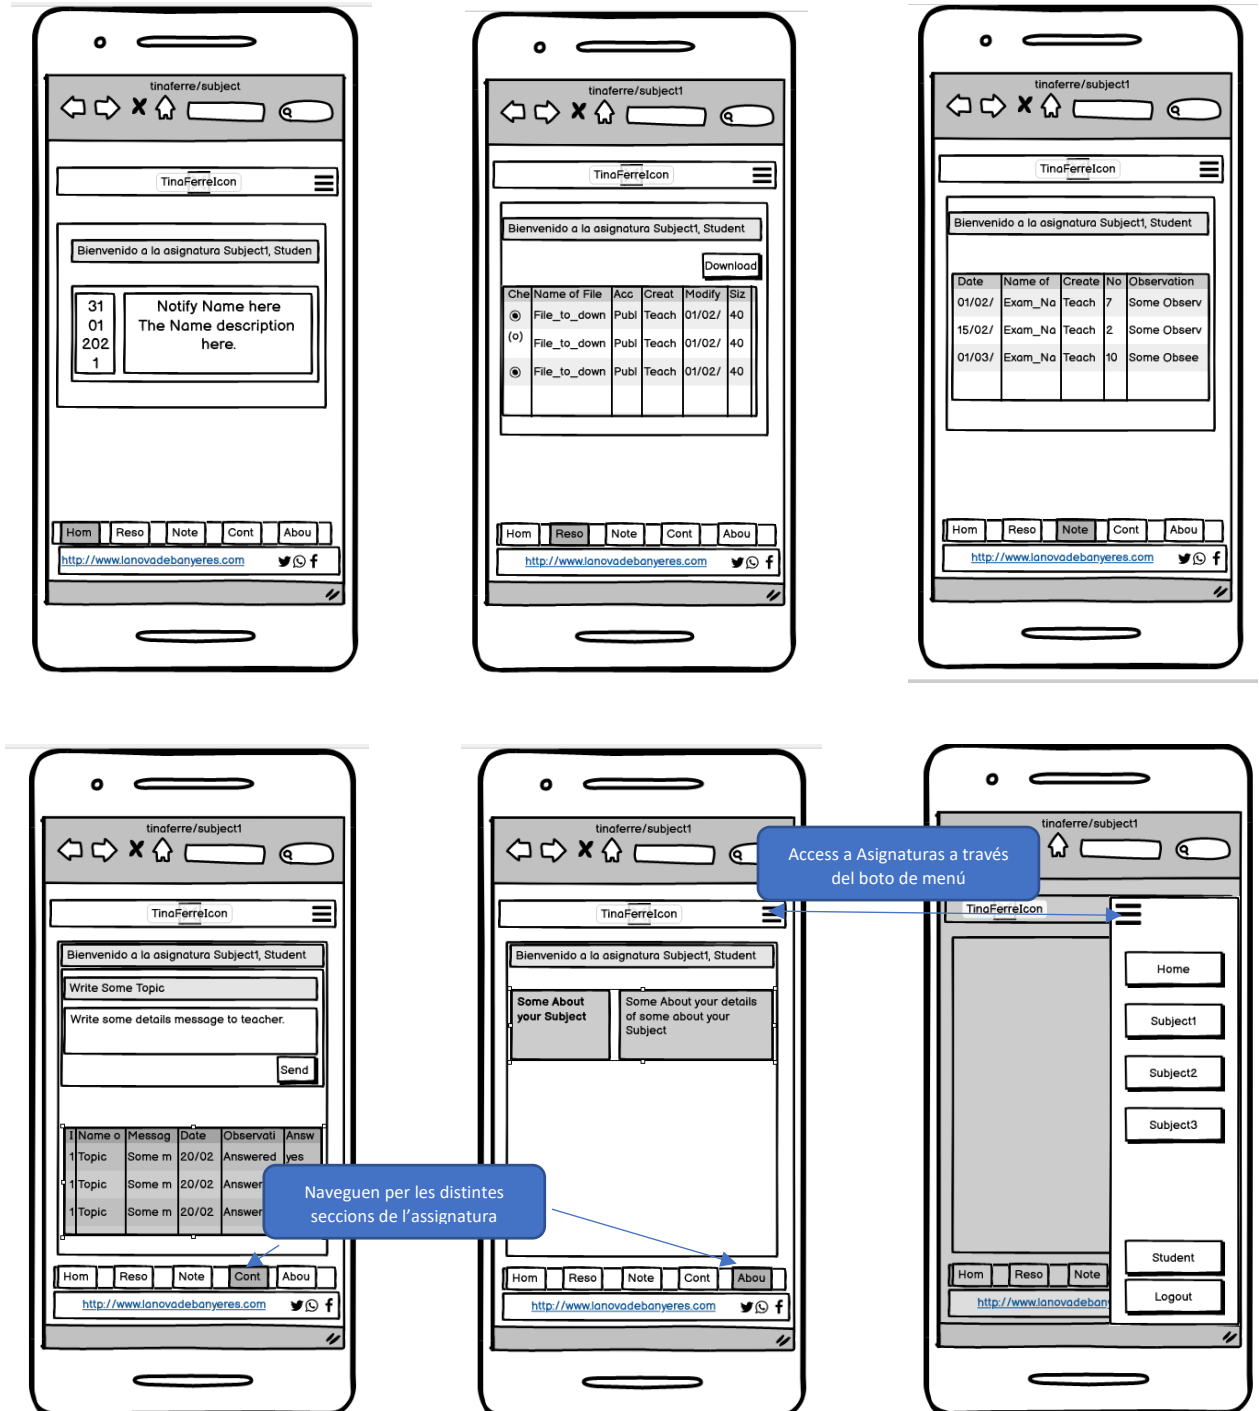 tinaferre/subject
TinaFerreIcon
Bienvenido a la asignatura Subject1, Studen
31
01
202
1
Notify Name here
The Name description
here.
Hom Reso Note Cont Abou
http://www.lanovadebanyeres.com
tinaferre/subject1
TinaFerreIcon
Bienvenido a la asignatura Subject1, Student
Download
Che Name of File Acc Creat Modify Siz
File_to_down Publ Teach 01/02/ 40
(o) File_to_down Publ Teach 01/02/ 40
File_to_down Publ Teach 01/02/ 40
Hom Reso Note Cont Abou
http://www.lanovadebanyeres.com
tinaferre/subject1
TinaFerreIcon
Bienvenido a la asignatura Subject1, Student
Date Name of Create No Observation
01/02/ Exam_Na Teach 7 Some Observ
15/02/ Exam_Na Teach 2 Some Observ
01/03/ Exam_Na Teach 10 Some Obsee
Hom Reso Note Cont Abou
http://www.lanovadebanyeres.com
tinaferre/subject1
TinaFerreIcon
Bienvenido a la asignatura Subject1, Student
Write Some Topic
Write some details message to teacher.
Send
I Name o Messag Date Observati Answ
1 Topic Some m 20/02 Answered yes
1 Topic Some m 20/02 Answer
1 Topic Some m 20/02 Answer
Naveguen per les distintes
seccions de l'assignatura
Hom Reso Note Cont Abou
http://www.lanovadebanyeres.com
tinaferre/subject1
Access a Asignaturas a través
del boto de menú
TinaFerreIcon
Bienvenido a la asignatura Subject1, Student
Some About
your Subject
Some About your details
of some about your
Subject
Hom Reso Note Cont Abou
http://www.lanovadebanyeres.com
tinaferre/subject1
TinaFerreIcon
Home
Subject1
Subject2
Subject3
Student
Logout
Hom Reso Note
http://www.lanovadeban